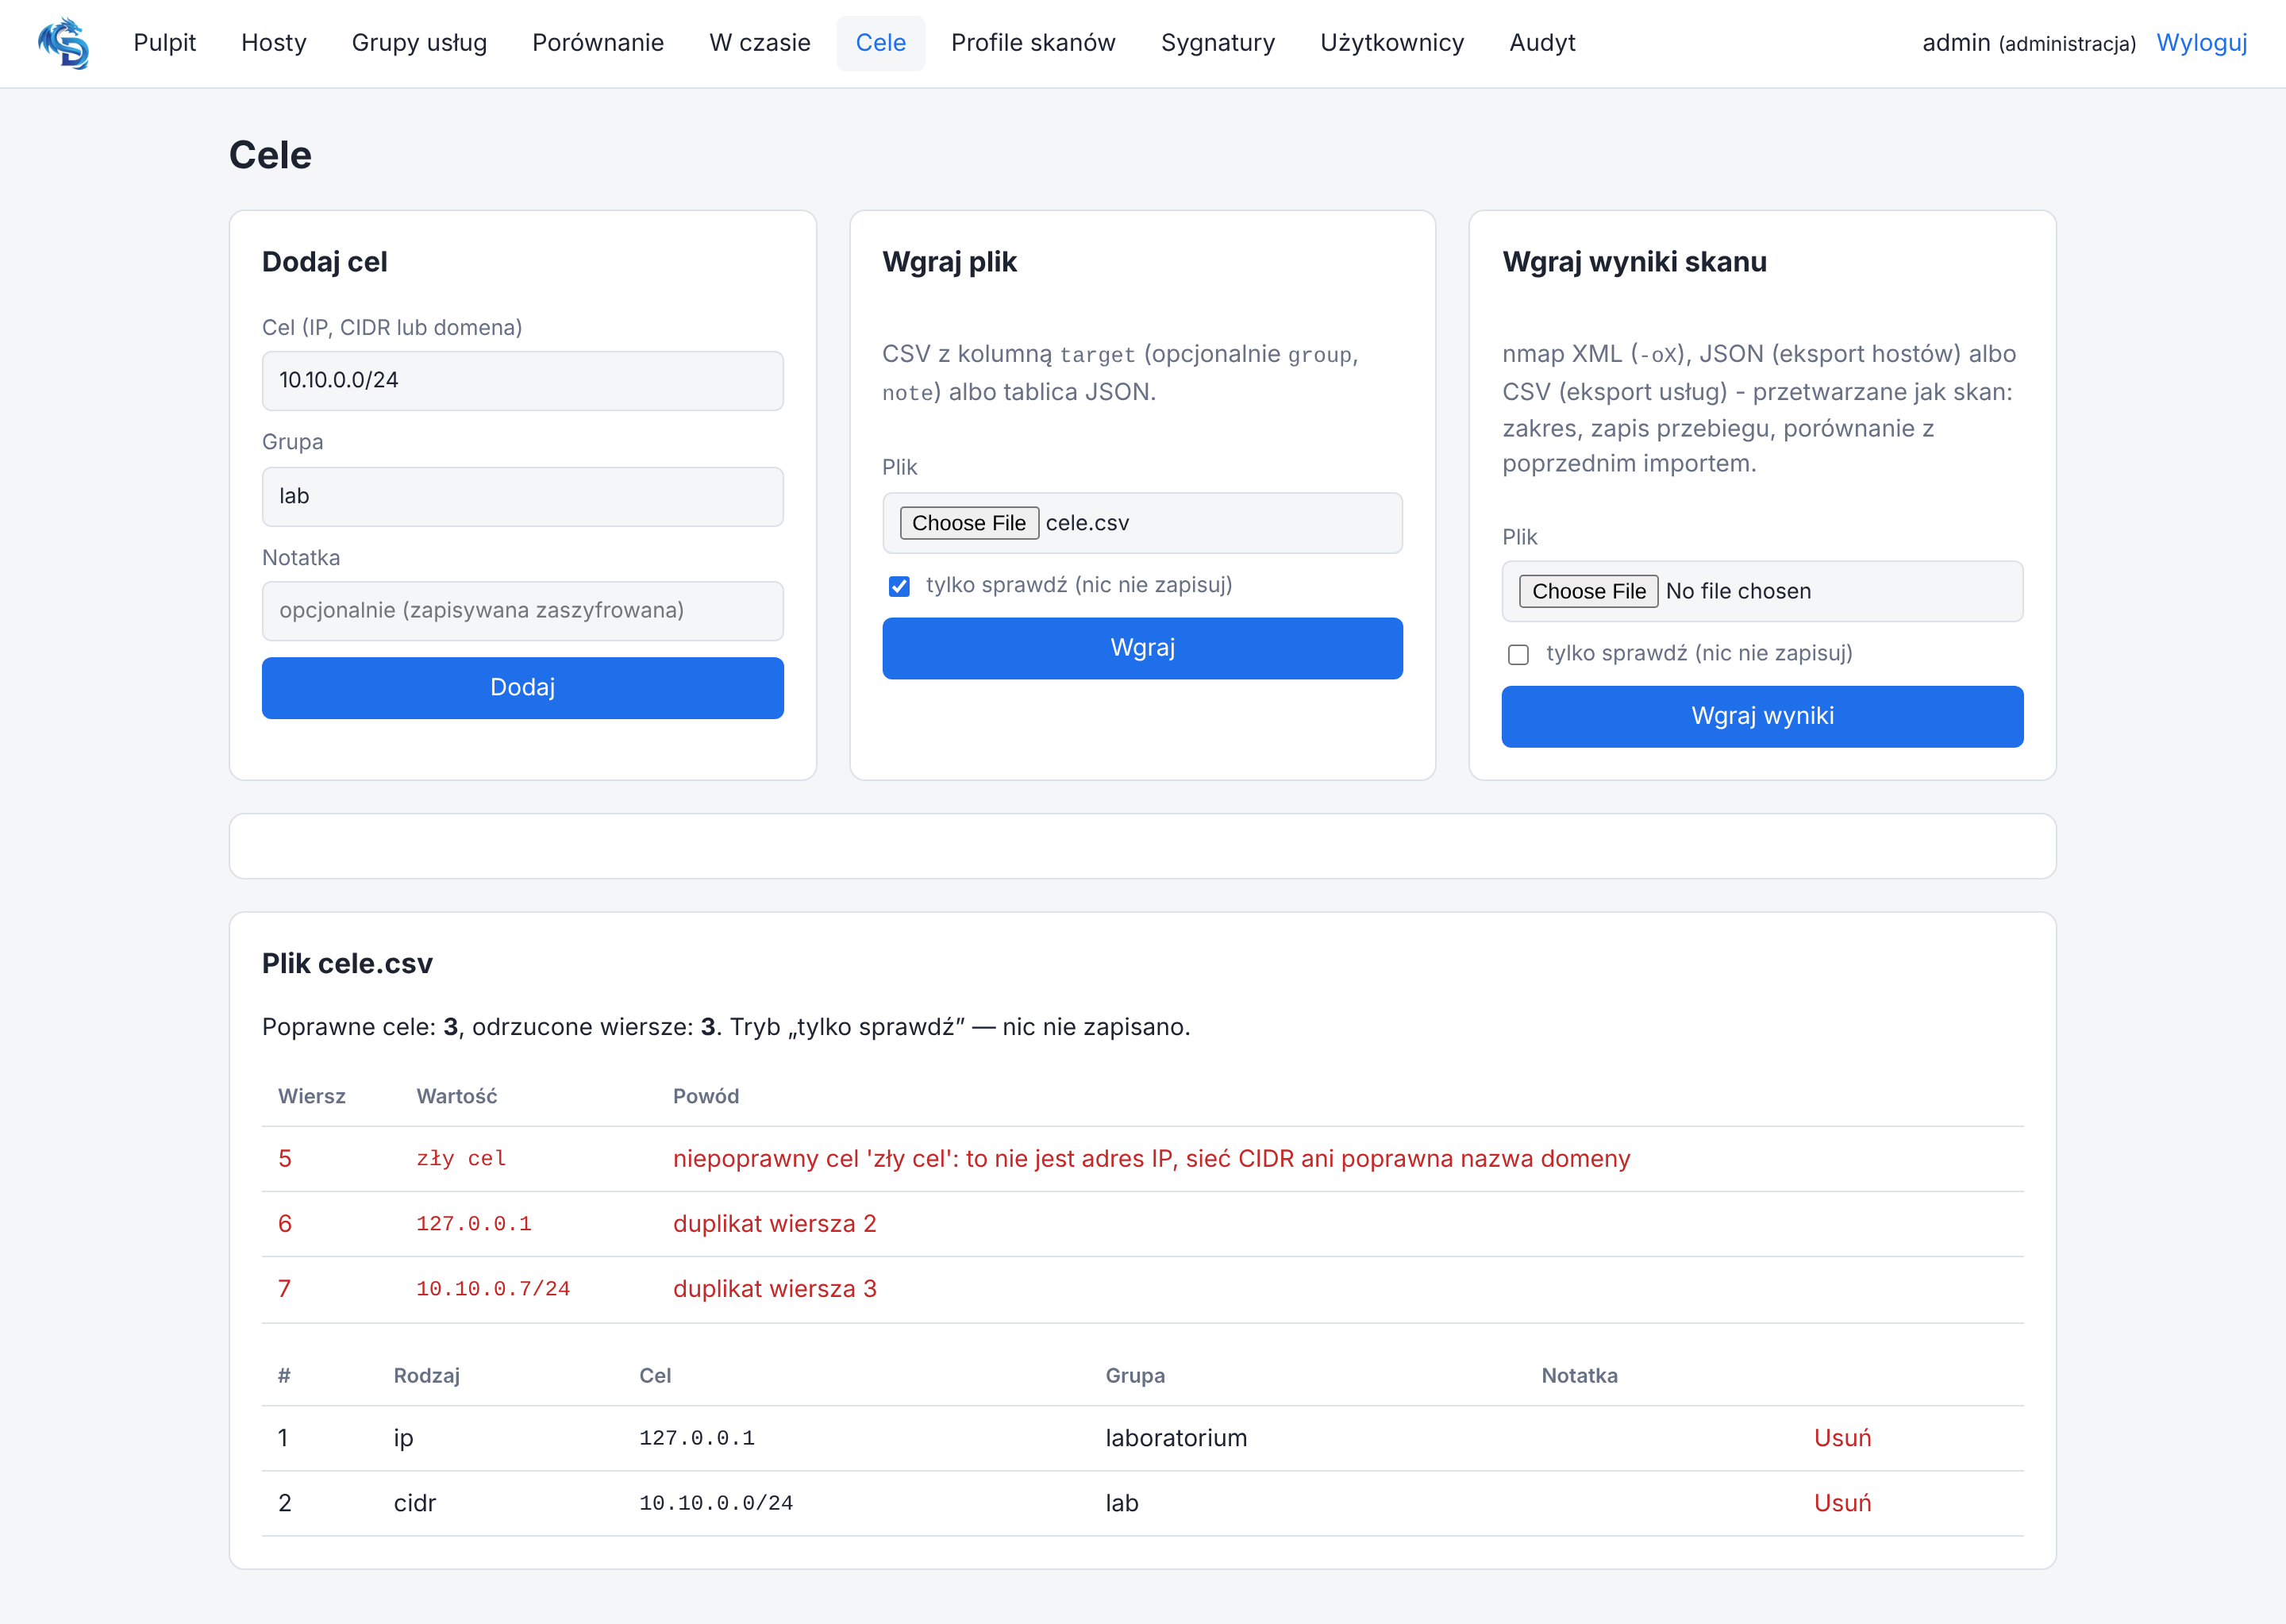 Pulpit Hosty Grupy usług Porównanie W czasie Cele Profile skanów Sygnatury Użytkownicy Audyt admin (administracja) Wyloguj
Cele
Dodaj cel
Cel (IP, CIDR lub domena)
10.10.0.0/24
Grupa
lab
Notatka
opcjonalnie (zapisywana zaszyfrowana)
Dodaj
Wgraj plik
CSV z kolumną target (opcjonalnie group,
note) albo tablica JSON.
Plik
Choose File cele.csv
tylko sprawdź (nic nie zapisuj)
Wgraj
Wgraj wyniki skanu
nmap XML (-oX), JSON (eksport hostów) albo
CSV (eksport usług) - przetwarzane jak skan:
zakres, zapis przebiegu, porównanie z
poprzednim importem.
Plik
Choose File No file chosen
tylko sprawdź (nic nie zapisuj)
Wgraj wyniki
Plik cele.csv
Poprawne cele: 3, odrzucone wiersze: 3. Tryb „tylko sprawdź” — nic nie zapisano.
Wiersz Wartość Powód
5 zły cel niepoprawny cel 'zły cel': to nie jest adres IP, sieć CIDR ani poprawna nazwa domeny
6 127.0.0.1 duplikat wiersza 2
7 10.10.0.7/24 duplikat wiersza 3
# Rodzaj Cel Grupa Notatka
1 ip 127.0.0.1 laboratorium Usuń
2 cidr 10.10.0.0/24 lab Usuń